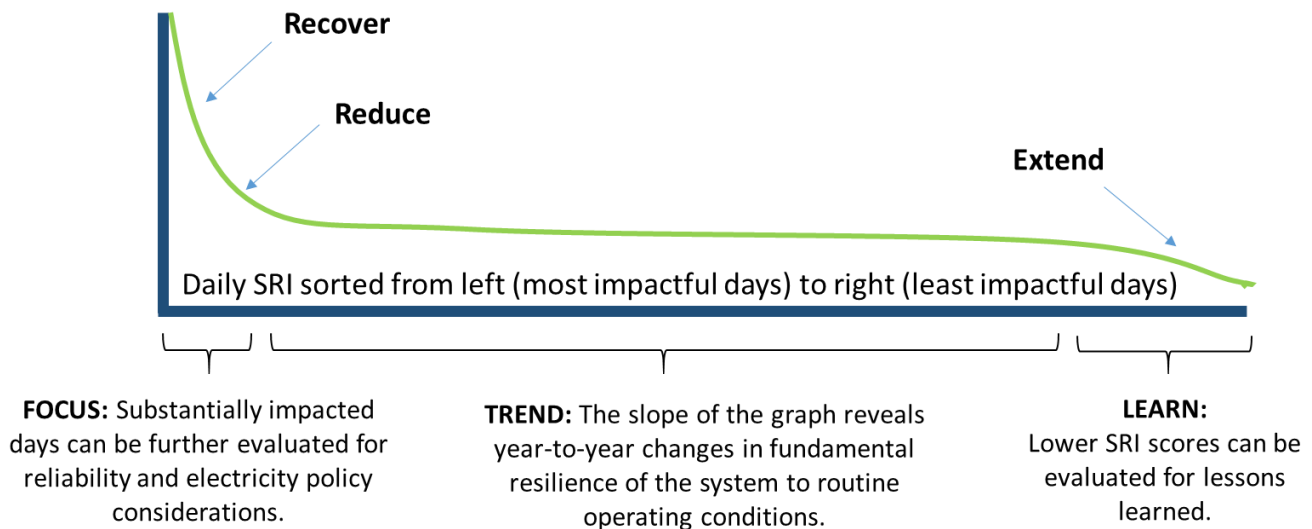 Recover
Reduce
Extend
Daily SRI sorted from left (most impactful days) to right (least impactful days)
FOCUS: Substantially impacted
days can be further evaluated for
reliability and electricity policy
considerations.
TREND: The slope of the graph reveals
year-to-year changes in fundamental
resilience of the system to routine
operating conditions.
LEARN:
Lower SRI scores can be
evaluated for lessons
learned.